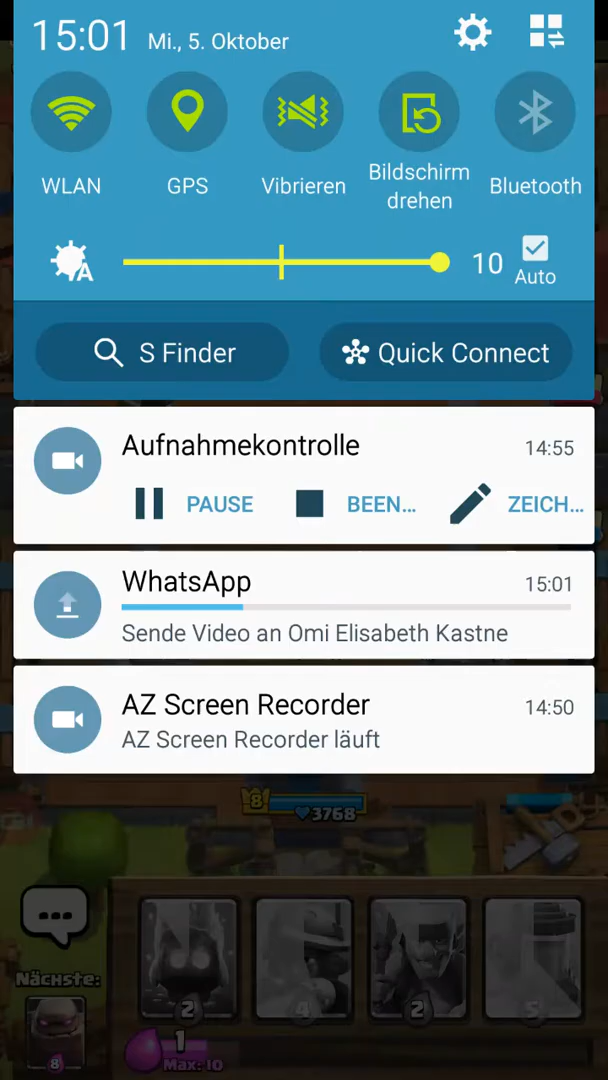 15:01 Mi., 5. Oktober
WLAN GPS Vibrieren Bildschirm drehen Bluetooth
10 Auto
S Finder Quick Connect
Aufnahmekontrolle 14:55
PAUSE BEEN... ZEICH...
WhatsApp 15:01
Sende Video an Omi Elisabeth Kastne
AZ Screen Recorder 14:50
AZ Screen Recorder läuft
8 3768
Nächste:
2 4 2 5
8 1
Max: 10